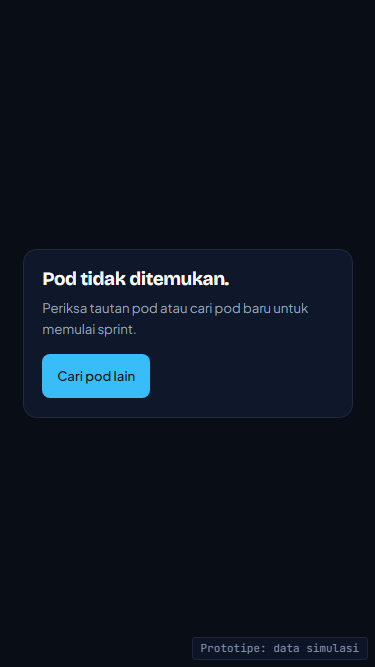 Pod tidak ditemukan.
Periksa tautan pod atau cari pod baru untuk
memulai sprint.
Cari pod lain
Prototipe: data simulasi